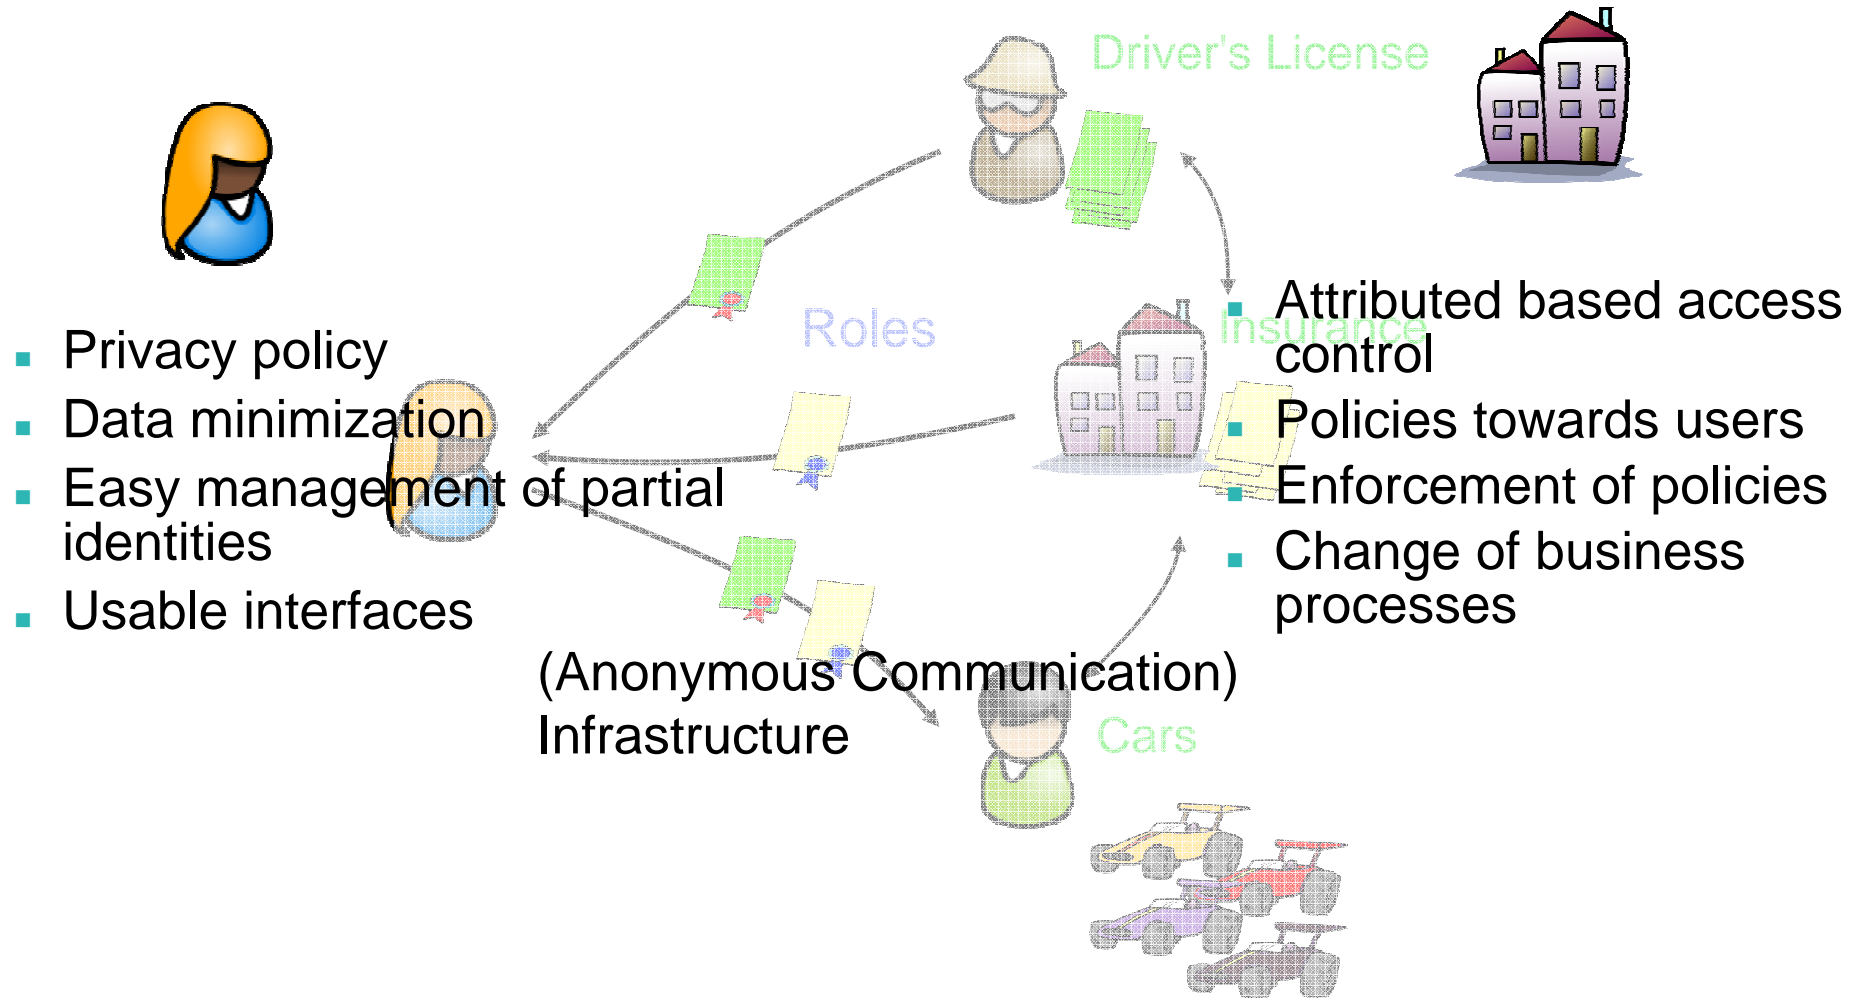 Driver's License
Roles
Insurance
Cars
▪ Privacy policy
▪ Data minimization
▪ Easy management of partial
identities
▪ Usable interfaces
▪ Attributed based access
control
▪ Policies towards users
▪ Enforcement of policies
▪ Change of business
processes
(Anonymous Communication)
Infrastructure